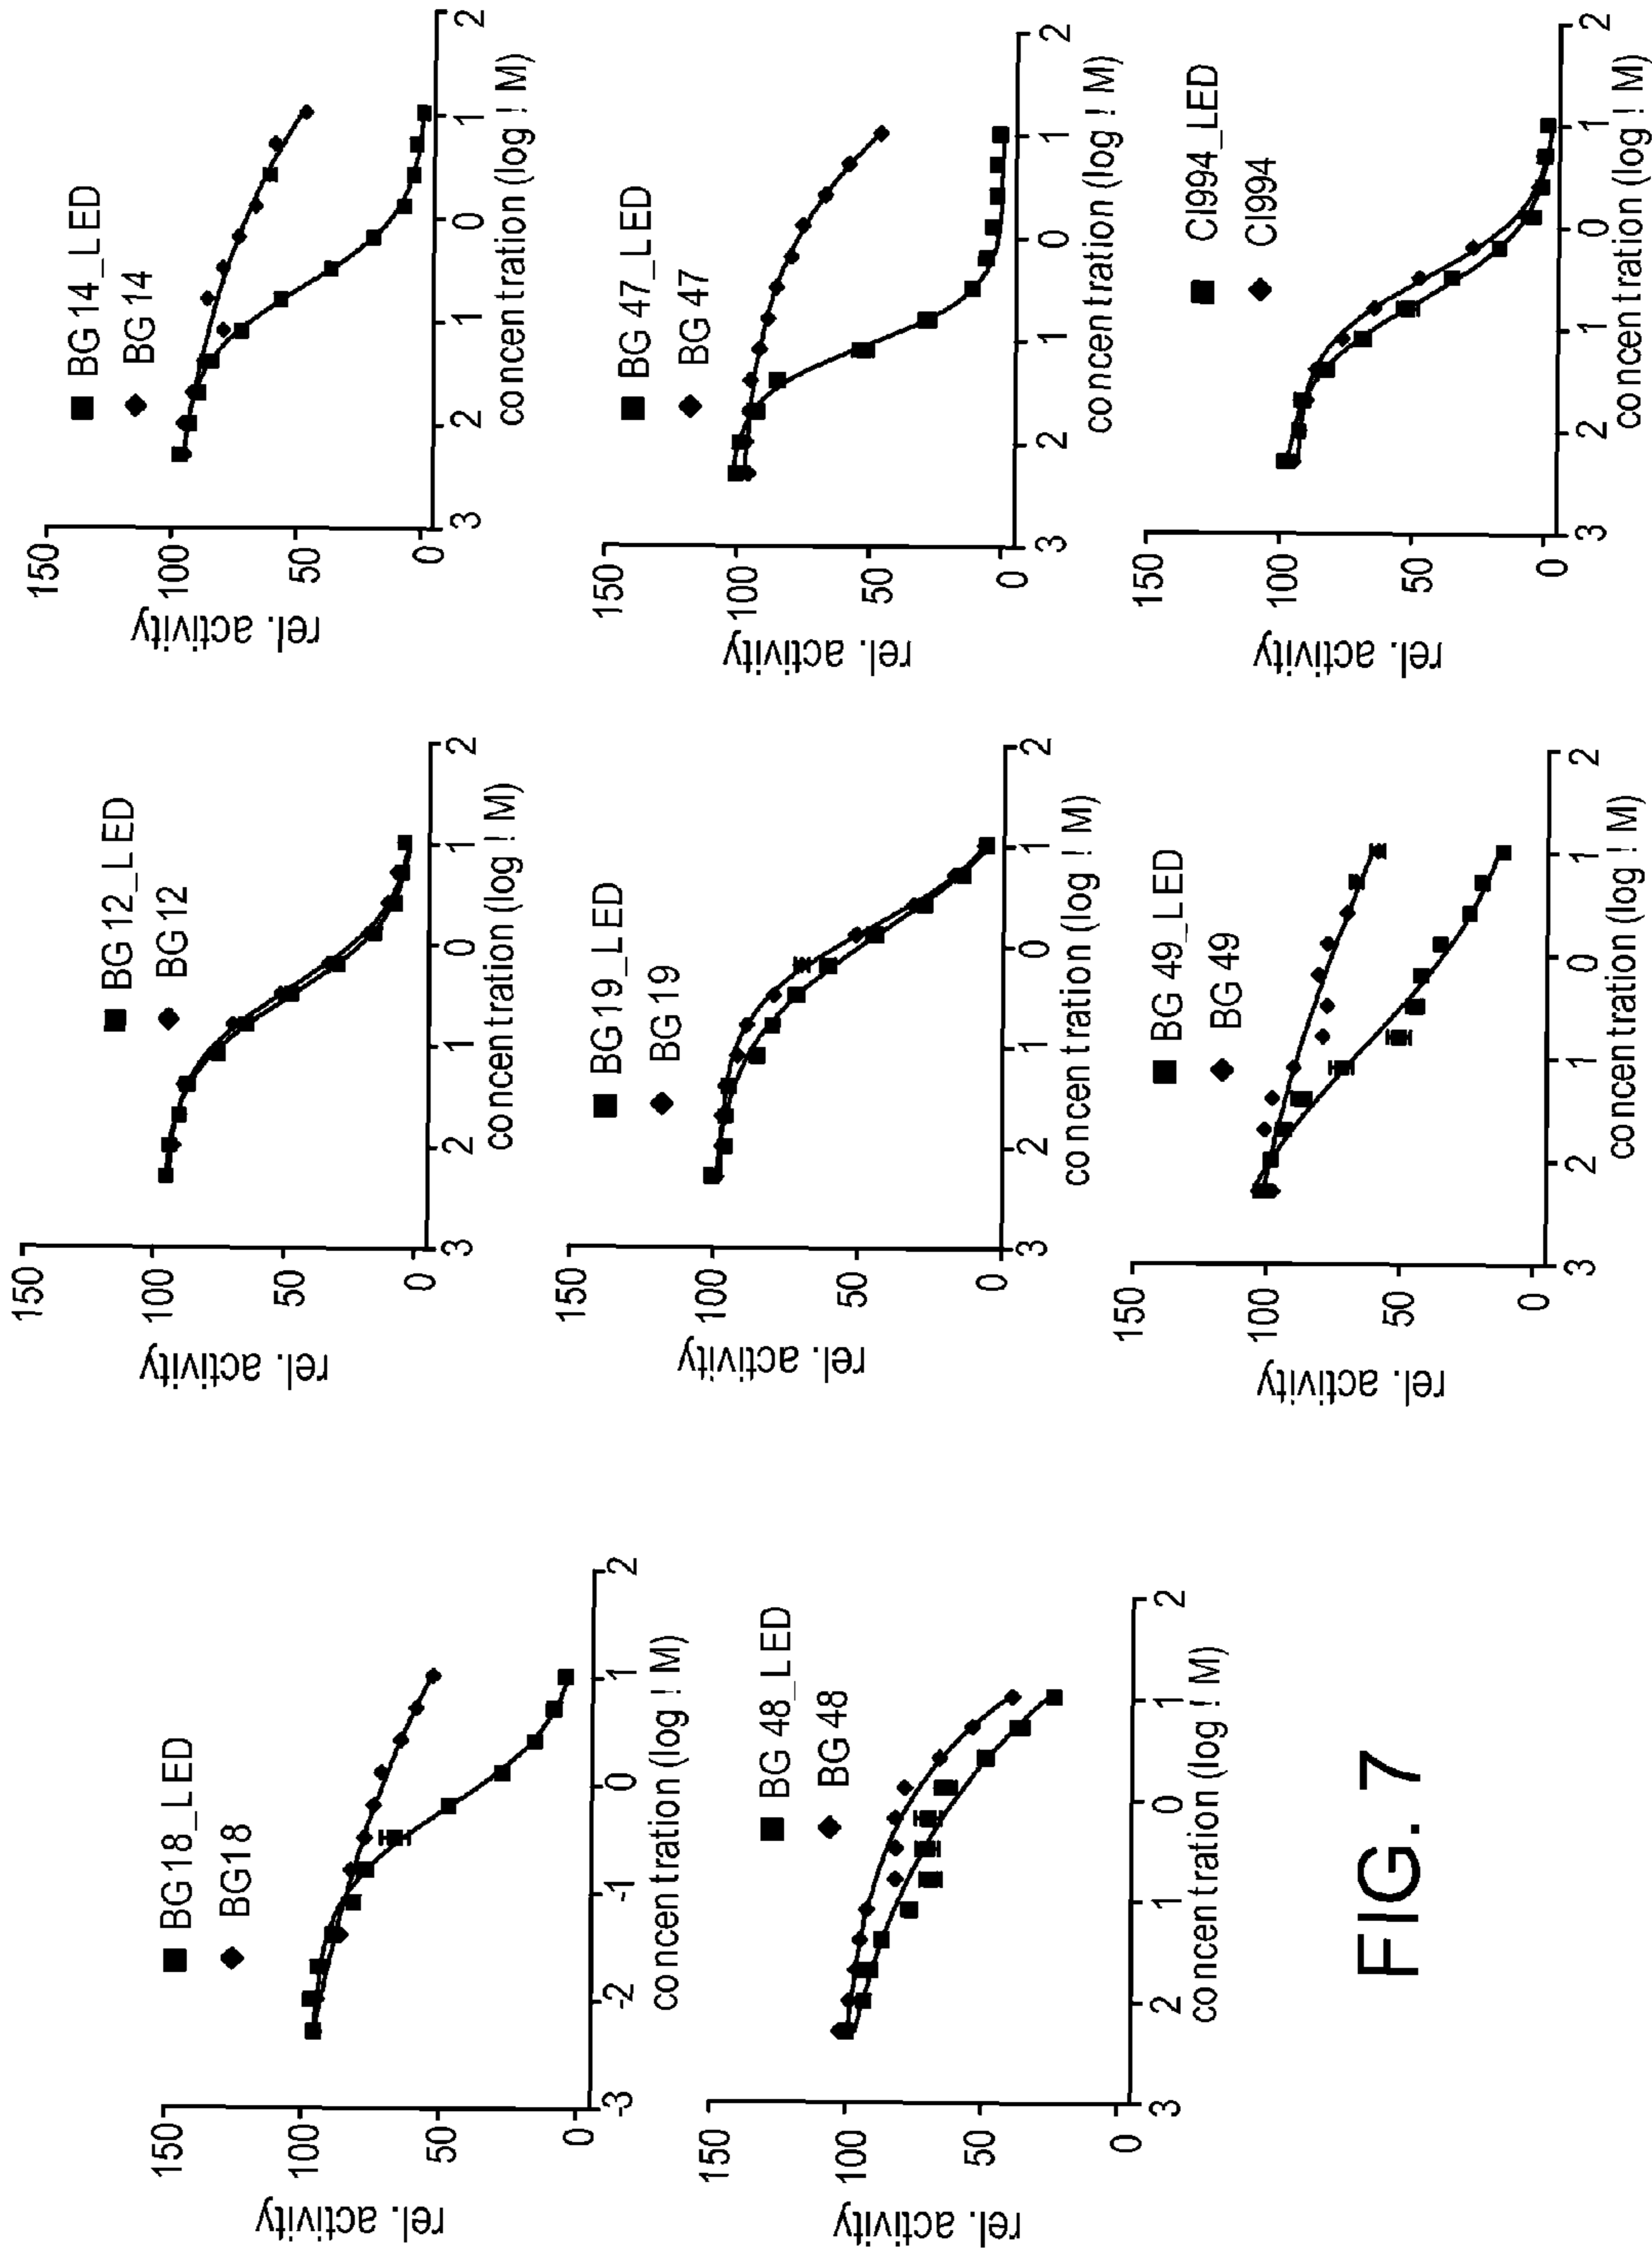 BG18_LED
BG18
rel. activity
150
100
50
0
-3 -2 -1 0 1 2
concentration (log ! M)
BG12_LED
BG12
rel. activity
150
100
50
0
3 2 1 0 1 2
concentration (log ! M)
BG14_LED
BG14
rel. activity
150
100
50
0
3 2 1 0 1 2
concentration (log ! M)
BG 48_LED
BG 48
rel. activity
150
100
50
0
3 2 1 0 1 2
concentration (log ! M)
BG19_LED
BG19
rel. activity
150
100
50
0
3 2 1 0 1 2
concentration (log ! M)
BG 47_LED
BG 47
rel. activity
150
100
50
0
3 2 1 0 1 2
concentration (log ! M)
BG 49_LED
BG 49
rel. activity
150
100
50
0
3 2 1 0 1 2
concentration (log ! M)
CI994_LED
CI994
rel. activity
150
100
50
0
3 2 1 0 1 2
concentration (log ! M)
FIG. 7